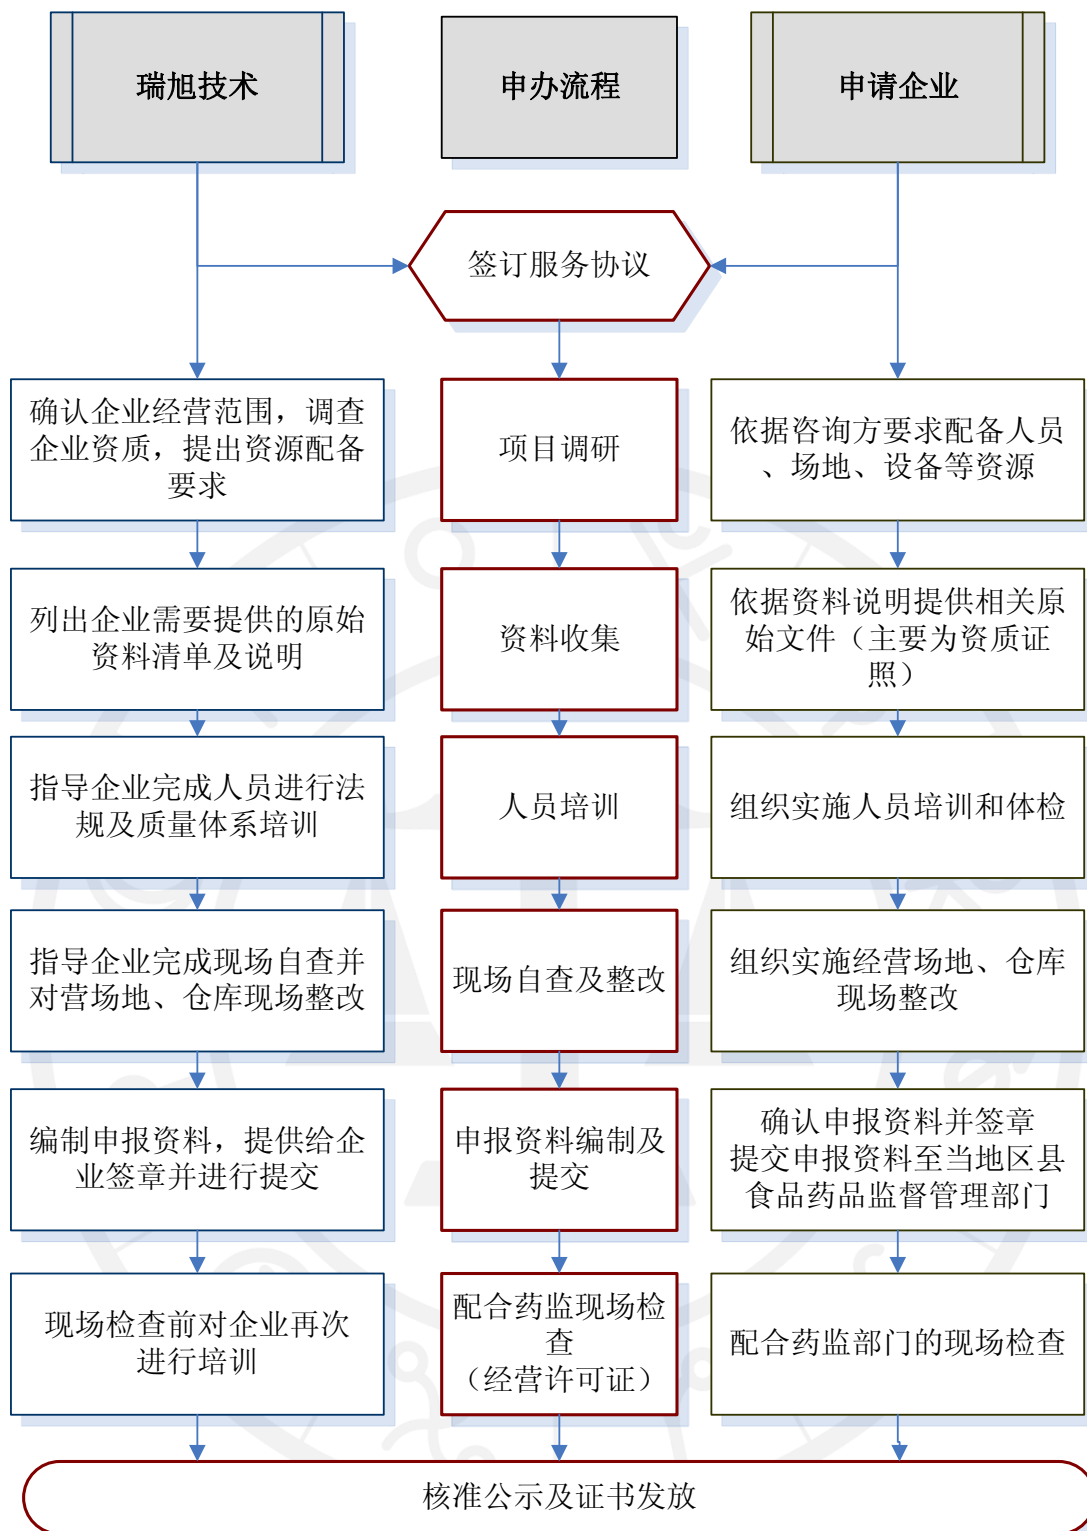 瑞旭技术
申办流程
申请企业
签订服务协议
确认企业经营范围，调查
企业资质，提出资源配备
要求
项目调研
依据咨询方要求配备人员
、场地、设备等资源
列出企业需要提供的原始
资料清单及说明
资料收集
依据资料说明提供相关原
始文件（主要为资质证
照）
指导企业完成人员进行法
规及质量体系培训
人员培训
组织实施人员培训和体检
指导企业完成现场自查并
对营场地、仓库现场整改
现场自查及整改
组织实施经营场地、仓库
现场整改
编制申报资料，提供给企
业签章并进行提交
申报资料编制及
提交
确认申报资料并签章
提交申报资料至当地区县
食品药品监督管理部门
现场检查前对企业再次
进行培训
配合药监现场检
查
（经营许可证）
配合药监部门的现场检查
核准公示及证书发放